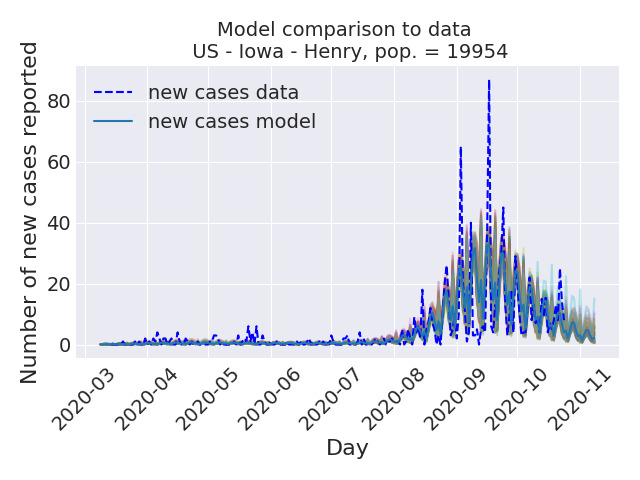 Model comparison to data
US - Iowa - Henry, pop. = 19954
new cases data
new cases model
Number of new cases reported
80
60
40
20
0
2020-03
2020-04
2020-05
2020-06
2020-07
2020-08
2020-09
2020-10
2020-11
Day